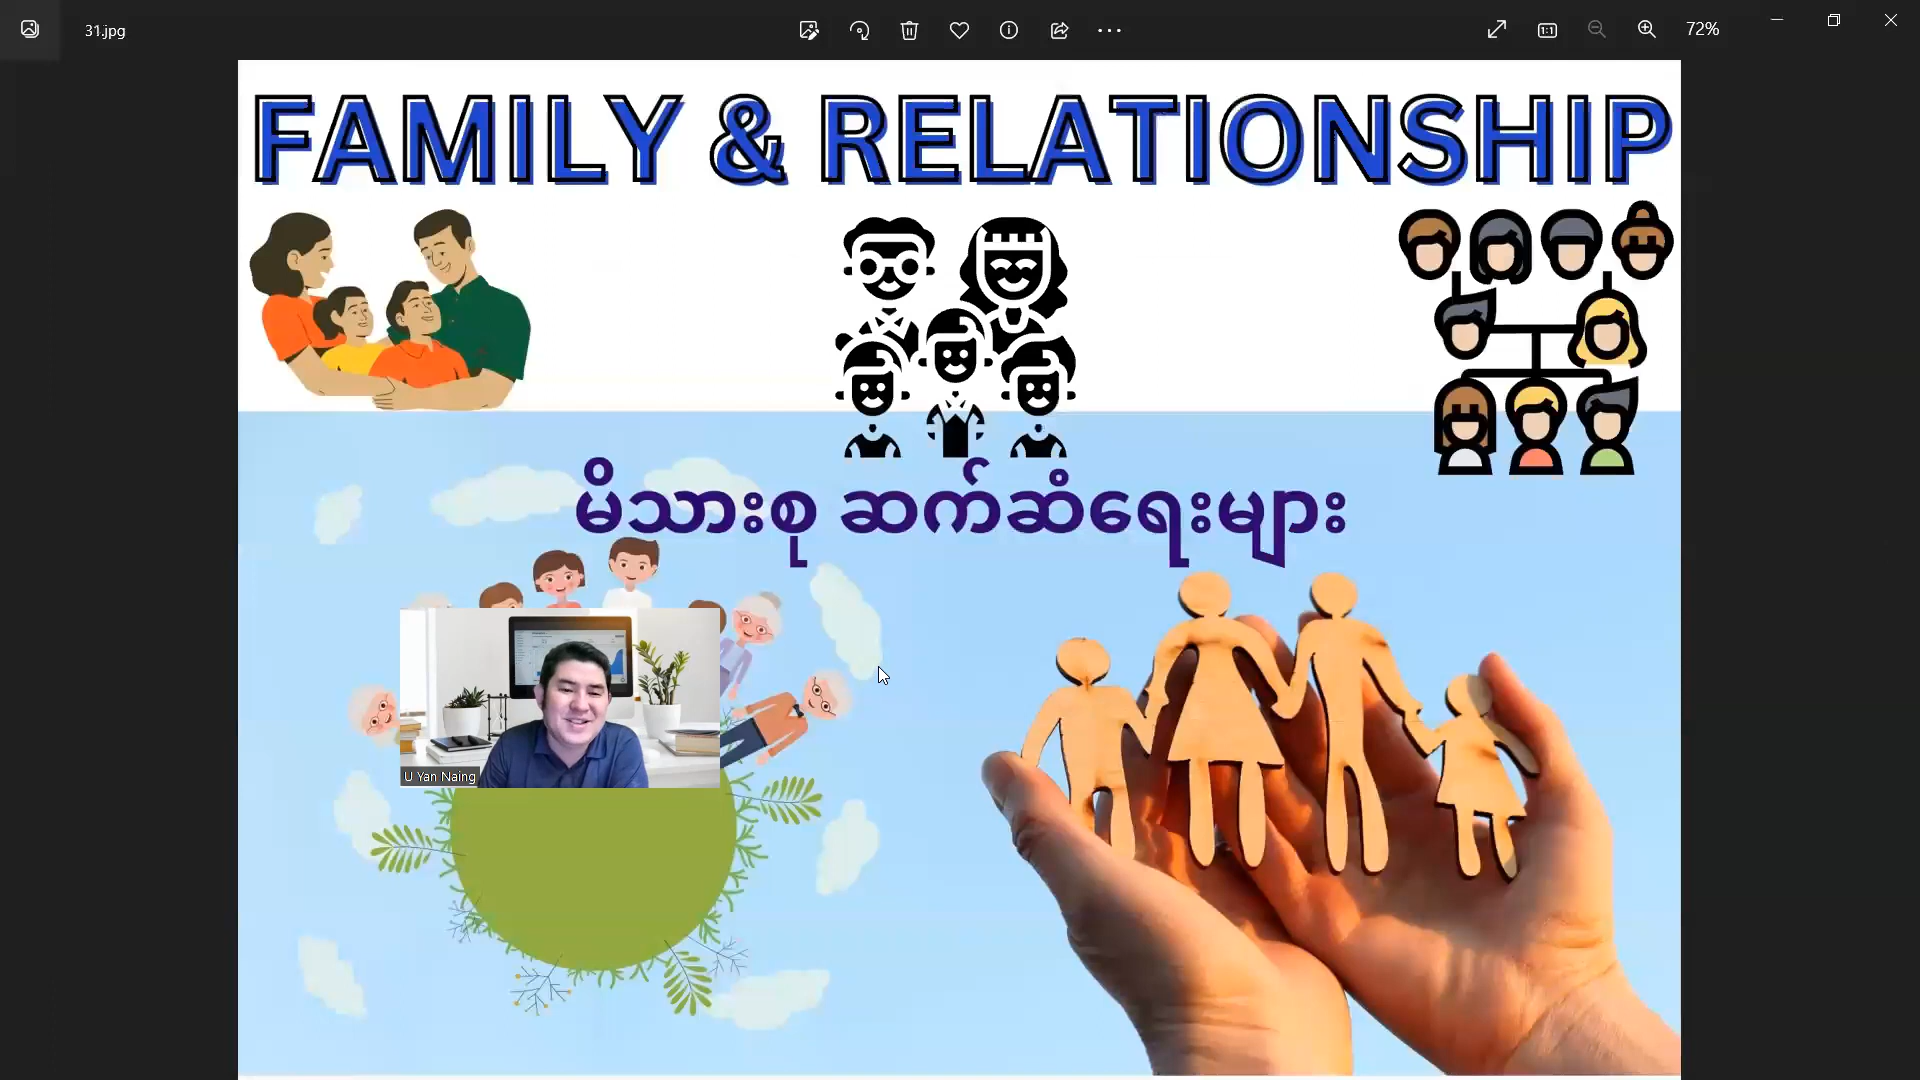 31.jpg
72%
FAMILY & RELATIONSHIP
မိသားစု ဆက်ဆံရေးများ
U Yan Naing